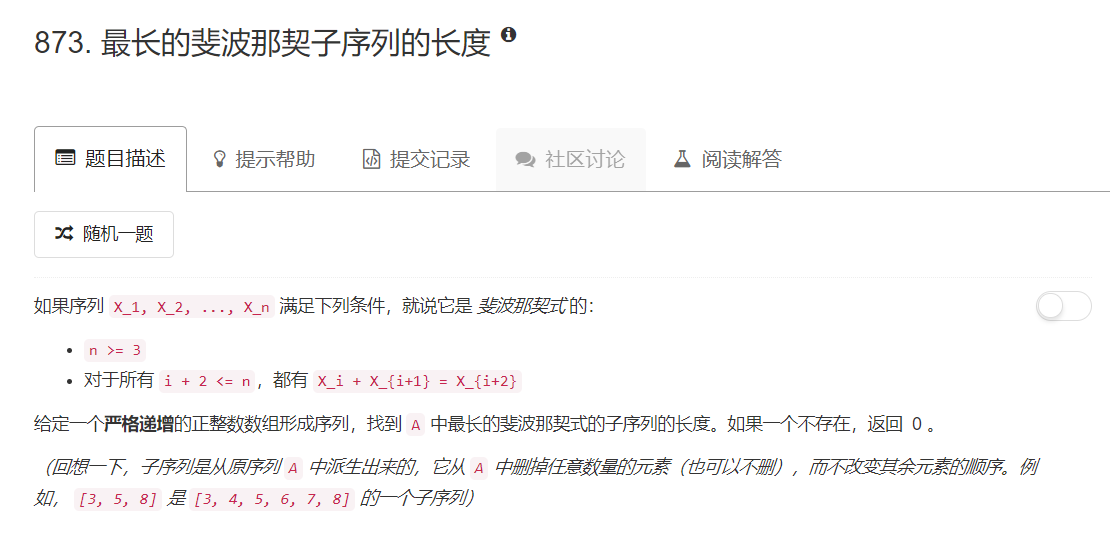 873. 最长的斐波那契子序列的长度
题目描述 提示帮助 提交记录 社区讨论 阅读解答
随机一题
如果序列 X_1, X_2, ..., X_n 满足下列条件，就说它是 斐波那契式 的：
n >= 3
对于所有 i + 2 <= n，都有 X_i + X_{i+1} = X_{i+2}
给定一个严格递增的正整数数组形成序列，找到 A 中最长的斐波那契式的子序列的长度。如果一个不存在，返回 0 。
（回想一下，子序列是从原序列 A 中派生出来的，它从 A 中删掉任意数量的元素（也可以不删），而不改变其余元素的顺序。例
如， [3, 5, 8] 是 [3, 4, 5, 6, 7, 8] 的一个子序列）